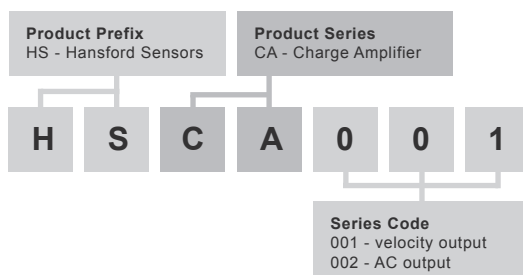 Product Prefix
HS - Hansford Sensors
Product Series
CA - Charge Amplifier
H S C A 0 0 1
Series Code
001 - velocity output
002 - AC output